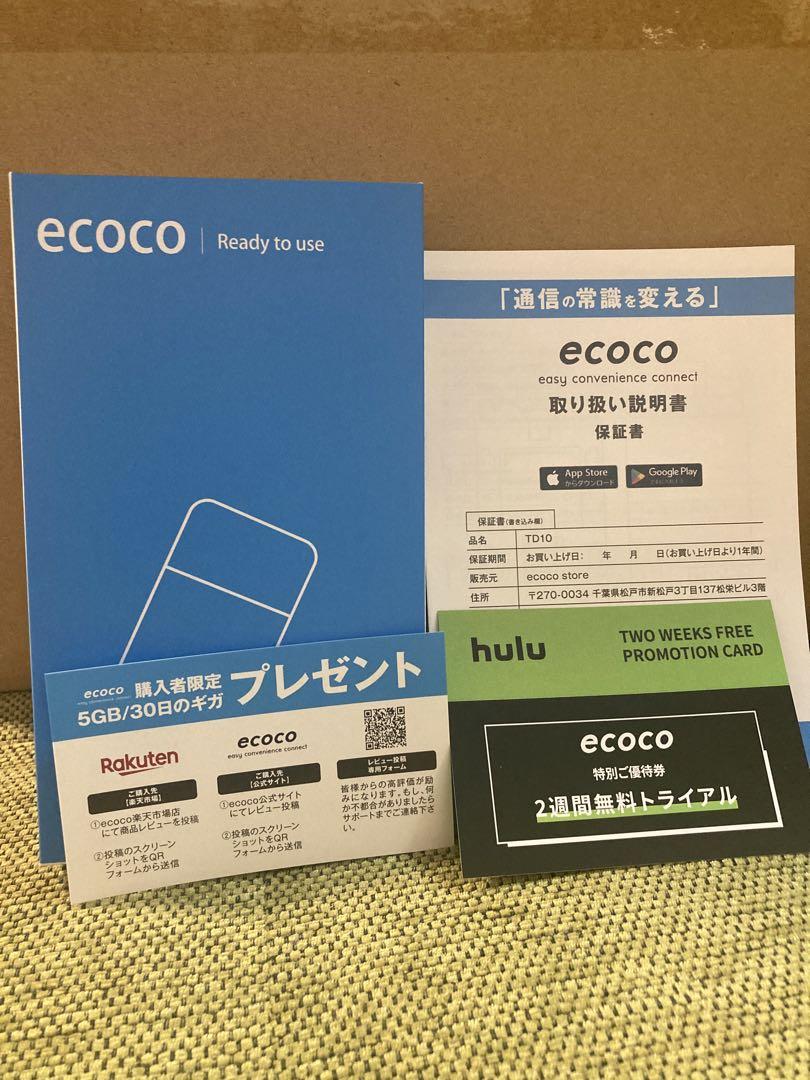 ecoco | Ready to use
「通信の常識を変える」
ecoco
easy convenience connect
取り扱い説明書
保証書
App Store
からダウンロード
Google Play
保証書(書き込み欄)
品名 TD10
保証期間 お買い上げ日： 年 月 日(お買い上げ日より1年間)
販売元 ecoco store
住所 〒270-0034 千葉県松戸市新松戸3丁目137松栄ビル3階
ecoco
購入者限定
5GB/30日のギガ
プレゼント
Rakuten
ご購入先
【楽天市場】
①ecoco楽天市場店
にて商品レビューを投稿
②投稿のスクリーン
ショットをQR
フォームから送信
ecoco
easy convenience connect
ご購入先
【公式サイト】
①ecoco公式サイト
にてレビュー投稿
②投稿のスクリーン
ショットをQR
フォームから送信
レビュー投稿
専用フォーム
皆様からの高評価が励
みになります。もし、何
か不都合がありましたら
サポートまでご連絡下さ
い。
hulu
TWO WEEKS FREE
PROMOTION CARD
ecoco
特別ご優待券
2週間無料トライアル